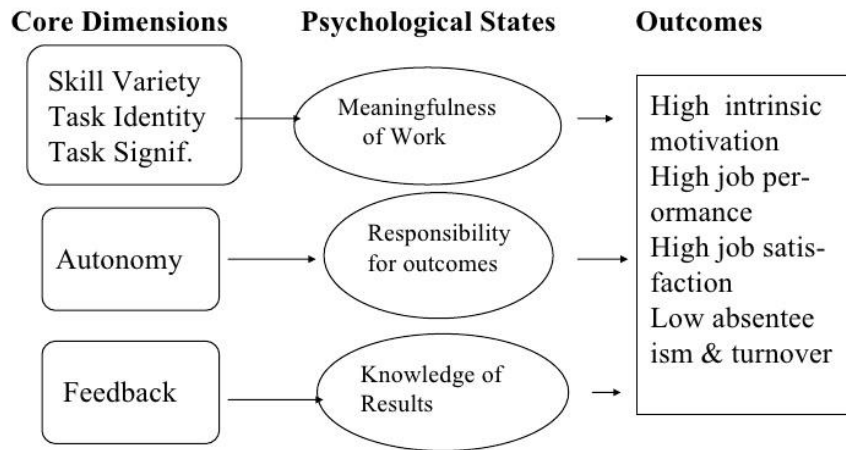 Core Dimensions
Psychological States
Outcomes
Skill Variety
Task Identity
Task Signif.
Meaningfulness
of Work
Autonomy
Responsibility
for outcomes
Feedback
Knowledge of
Results
High intrinsic
motivation
High job per-
ormance
High job satis-
faction
Low absentee
ism & turnover